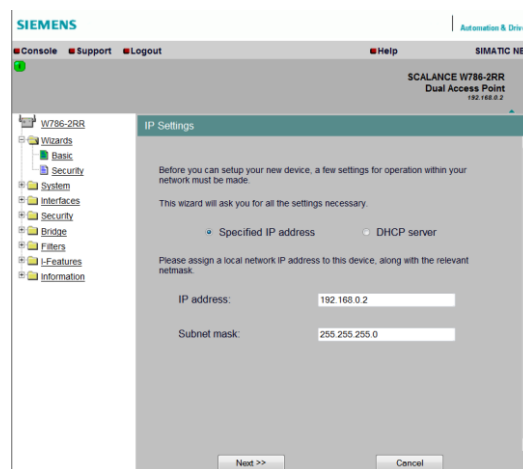 SIEMENS
Automation & Driv
Console Support Logout Help SIMATIC NE
SCALANCE W786-2RR
Dual Access Point
192.168.0.2
W786-2RR
Wizards
Basic
Security
System
Interfaces
Security
Bridge
Filters
I-Features
Information
IP Settings
Before you can setup your new device, a few settings for operation within your
network must be made.
This wizard will ask you for all the settings necessary.
Specified IP address DHCP server
Please assign a local network IP address to this device, along with the relevant
netmask.
IP address: 192.168.0.2
Subnet mask: 255.255.255.0
Next >> Cancel